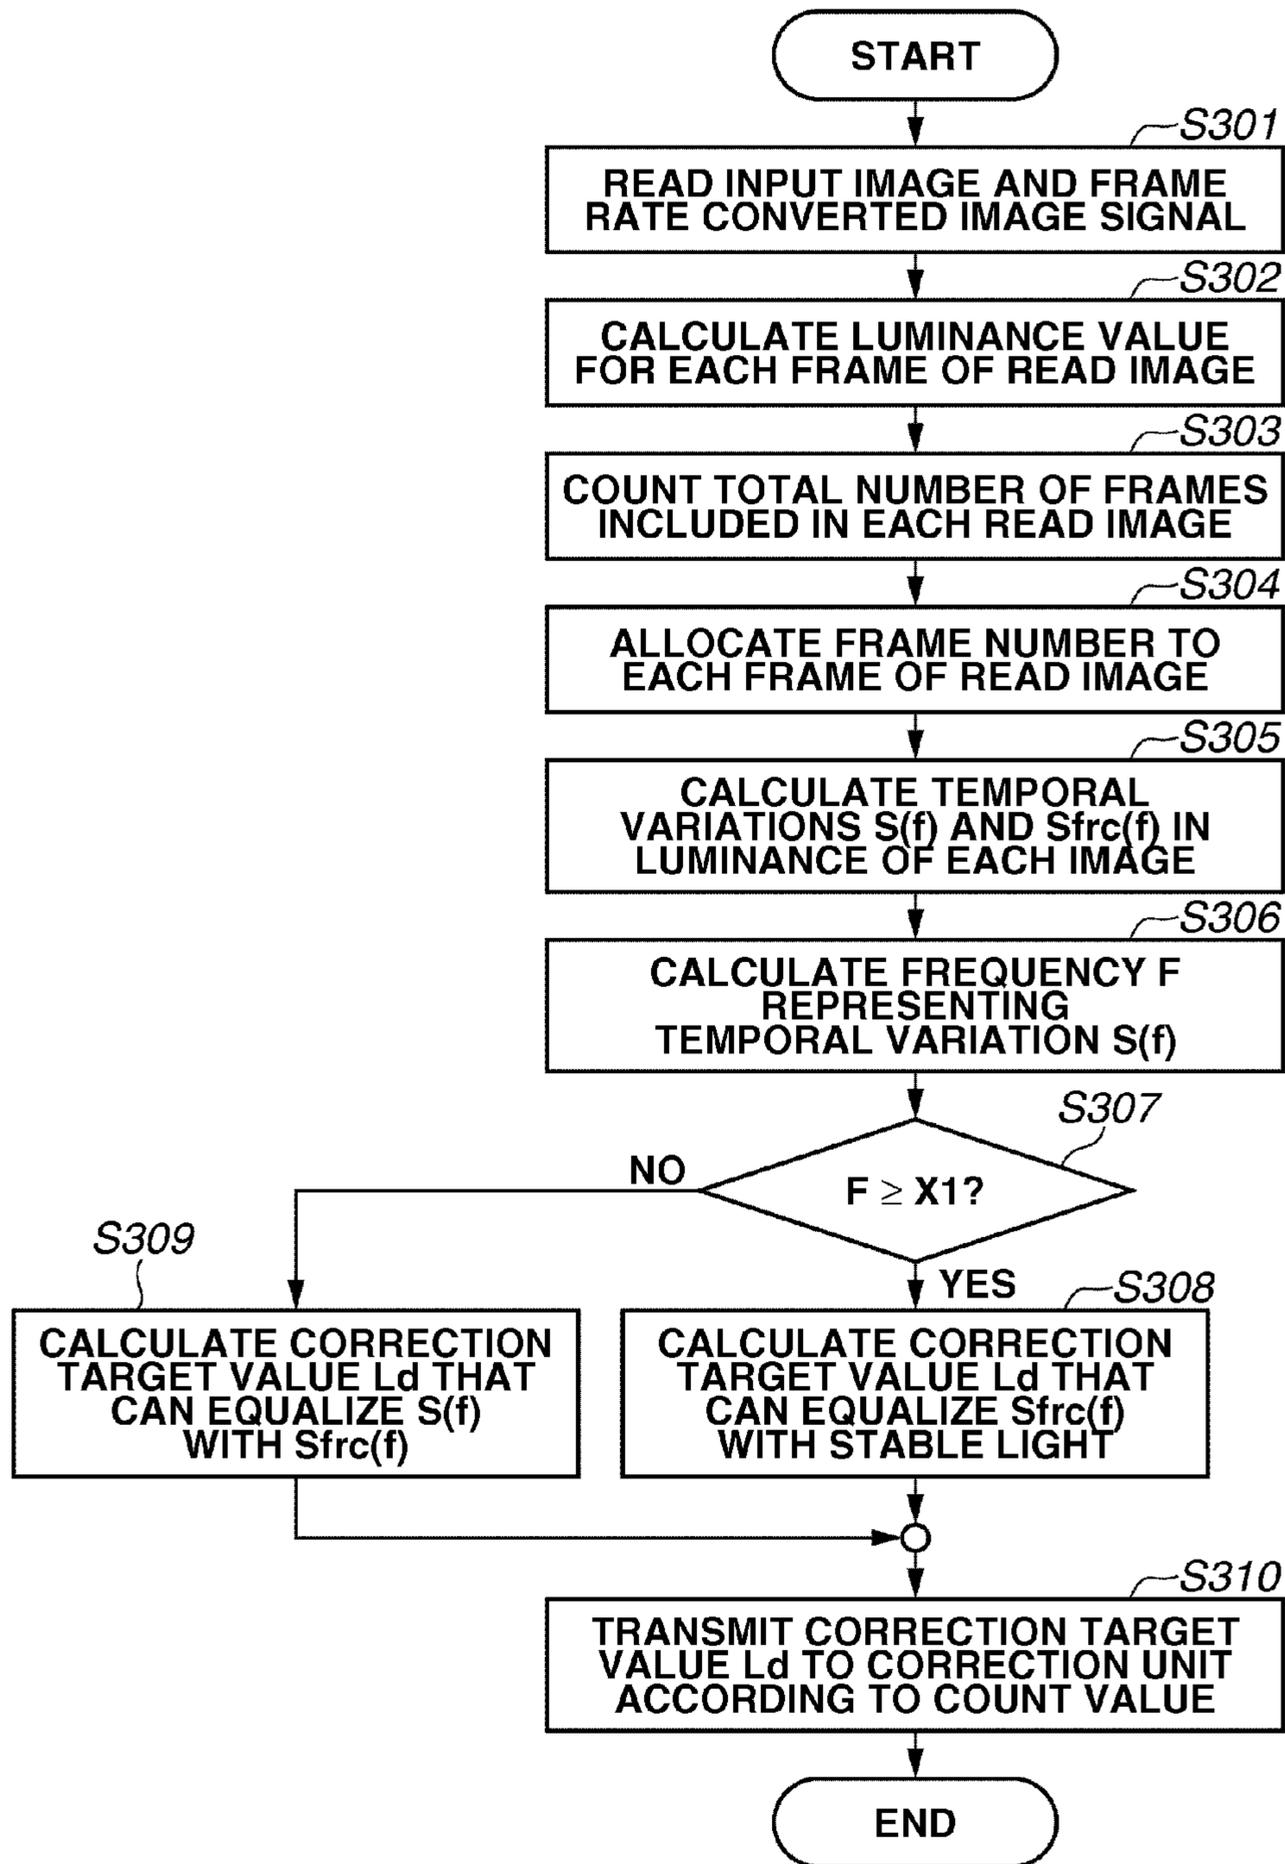 START
S301
READ INPUT IMAGE AND FRAME
RATE CONVERTED IMAGE SIGNAL
S302
CALCULATE LUMINANCE VALUE
FOR EACH FRAME OF READ IMAGE
S303
COUNT TOTAL NUMBER OF FRAMES
INCLUDED IN EACH READ IMAGE
S304
ALLOCATE FRAME NUMBER TO
EACH FRAME OF READ IMAGE
S305
CALCULATE TEMPORAL
VARIATIONS S(f) AND Sfrc(f) IN
LUMINANCE OF EACH IMAGE
S306
CALCULATE FREQUENCY F
REPRESENTING
TEMPORAL VARIATION S(f)
S307
F ≥ X1?
NO
YES
S309
CALCULATE CORRECTION
TARGET VALUE Ld THAT
CAN EQUALIZE S(f)
WITH Sfrc(f)
S308
CALCULATE CORRECTION
TARGET VALUE Ld THAT
CAN EQUALIZE Sfrc(f)
WITH STABLE LIGHT
S310
TRANSMIT CORRECTION TARGET
VALUE Ld TO CORRECTION UNIT
ACCORDING TO COUNT VALUE
END